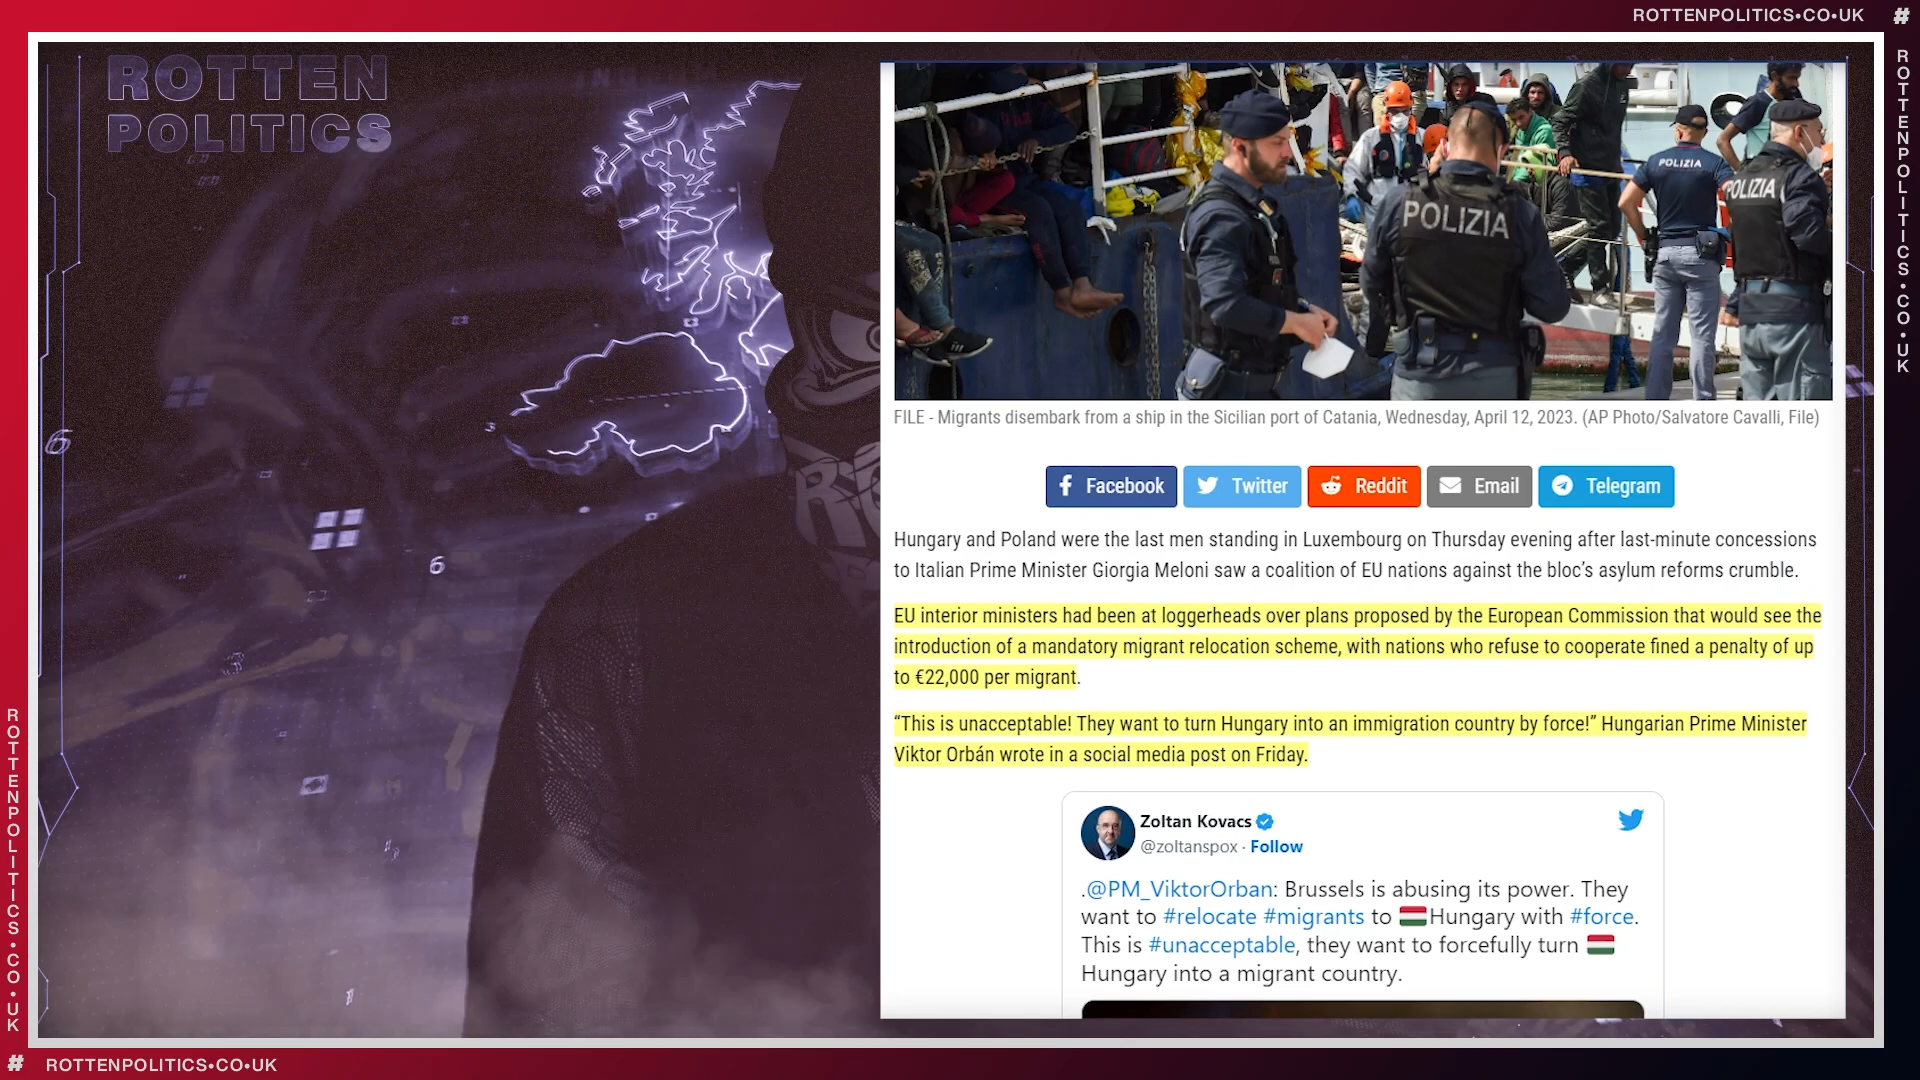 ROTTENPOLITICS•CO•UK #
ROTTENPOLITICS•CO•UK
ROTTEN
POLITICS
POLIZIA
POLIZIA
POLIZIA
FILE - Migrants disembark from a ship in the Sicilian port of Catania, Wednesday, April 12, 2023. (AP Photo/Salvatore Cavalli, File)
Facebook Twitter Reddit Email Telegram
Hungary and Poland were the last men standing in Luxembourg on Thursday evening after last-minute concessions
to Italian Prime Minister Giorgia Meloni saw a coalition of EU nations against the bloc’s asylum reforms crumble.
EU interior ministers had been at loggerheads over plans proposed by the European Commission that would see the
introduction of a mandatory migrant relocation scheme, with nations who refuse to cooperate fined a penalty of up
to €22,000 per migrant.
“This is unacceptable! They want to turn Hungary into an immigration country by force!” Hungarian Prime Minister
Viktor Orbán wrote in a social media post on Friday.
Zoltan Kovacs
@zoltanspox · Follow
.@PM_ViktorOrban: Brussels is abusing its power. They
want to #relocate #migrants to 🇭🇺Hungary with #force.
This is #unacceptable, they want to forcefully turn 🇭🇺
Hungary into a migrant country.
6
6
ROTTENPOLITICS•CO•UK
# ROTTENPOLITICS•CO•UK